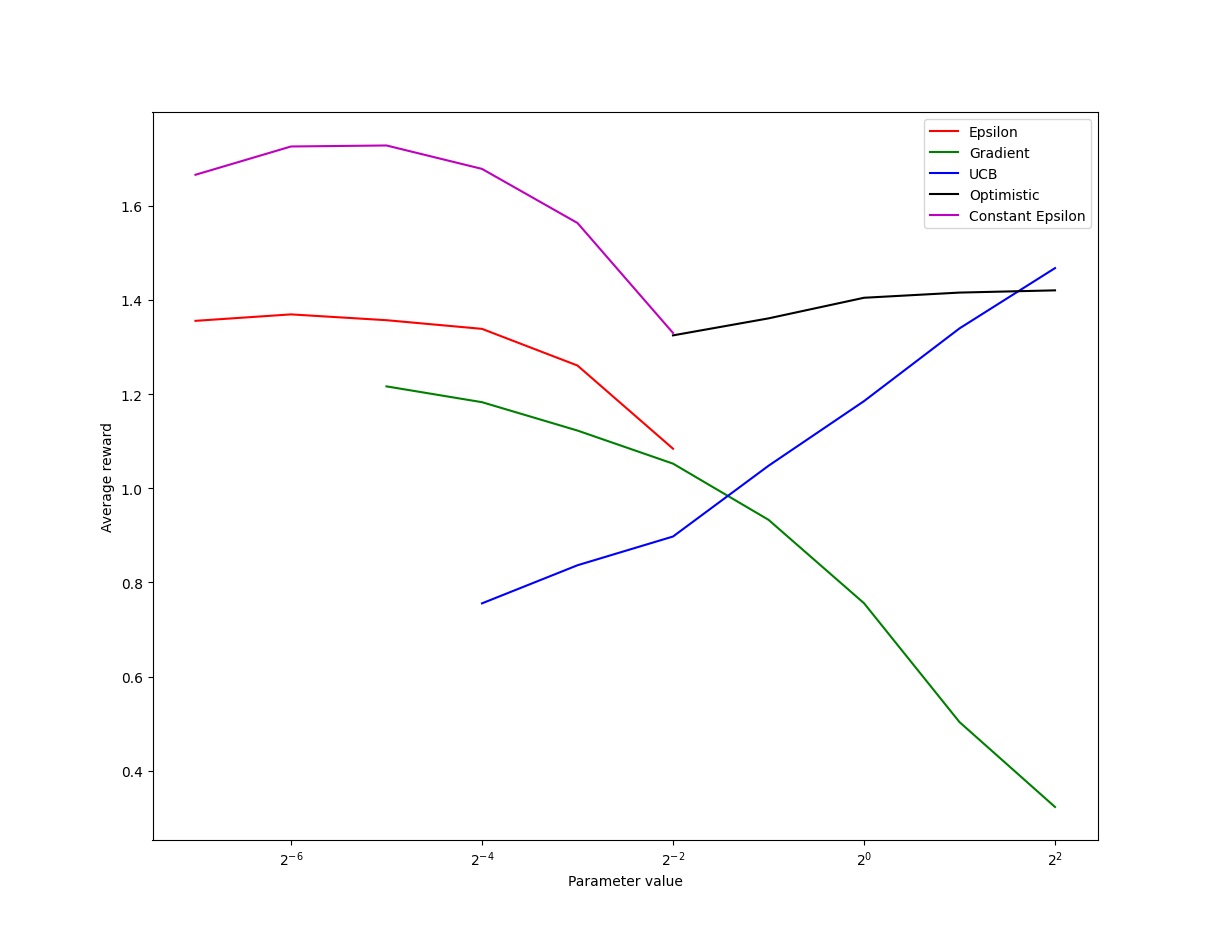 Epsilon
Gradient
UCB
Optimistic
Constant Epsilon
1.6
1.4
1.2
1.0
0.8
0.6
0.4
Average reward
2⁻⁶ 2⁻⁴ 2⁻² 2⁰ 2²
Parameter value